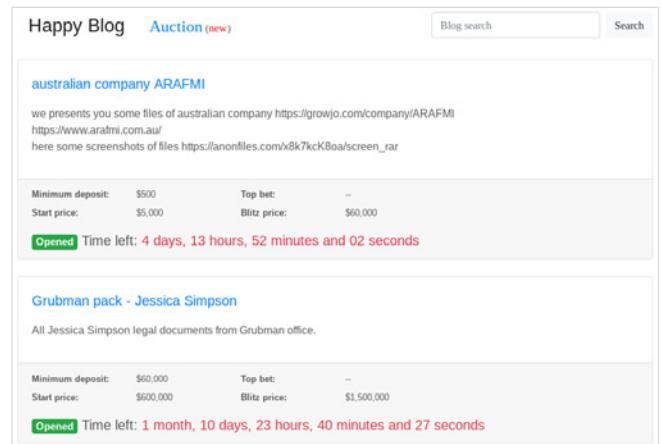 Happy Blog Auction (new) Blog search Search
australian company ARAFMI
we presents you some files of australian company https://growjo.com/company/ARAFMI
https://www.arafmi.com.au/
here some screenshots of files https://anonfiles.com/x8k7kcK8oa/screen_rar
Minimum deposit: $500 Top bet: --
Start price: $5,000 Blitz price: $60,000
Opened Time left: 4 days, 13 hours, 52 minutes and 02 seconds
Grubman pack - Jessica Simpson
All Jessica Simpson legal documents from Grubman office.
Minimum deposit: $60,000 Top bet: --
Start price: $600,000 Blitz price: $1,500,000
Opened Time left: 1 month, 10 days, 23 hours, 40 minutes and 27 seconds